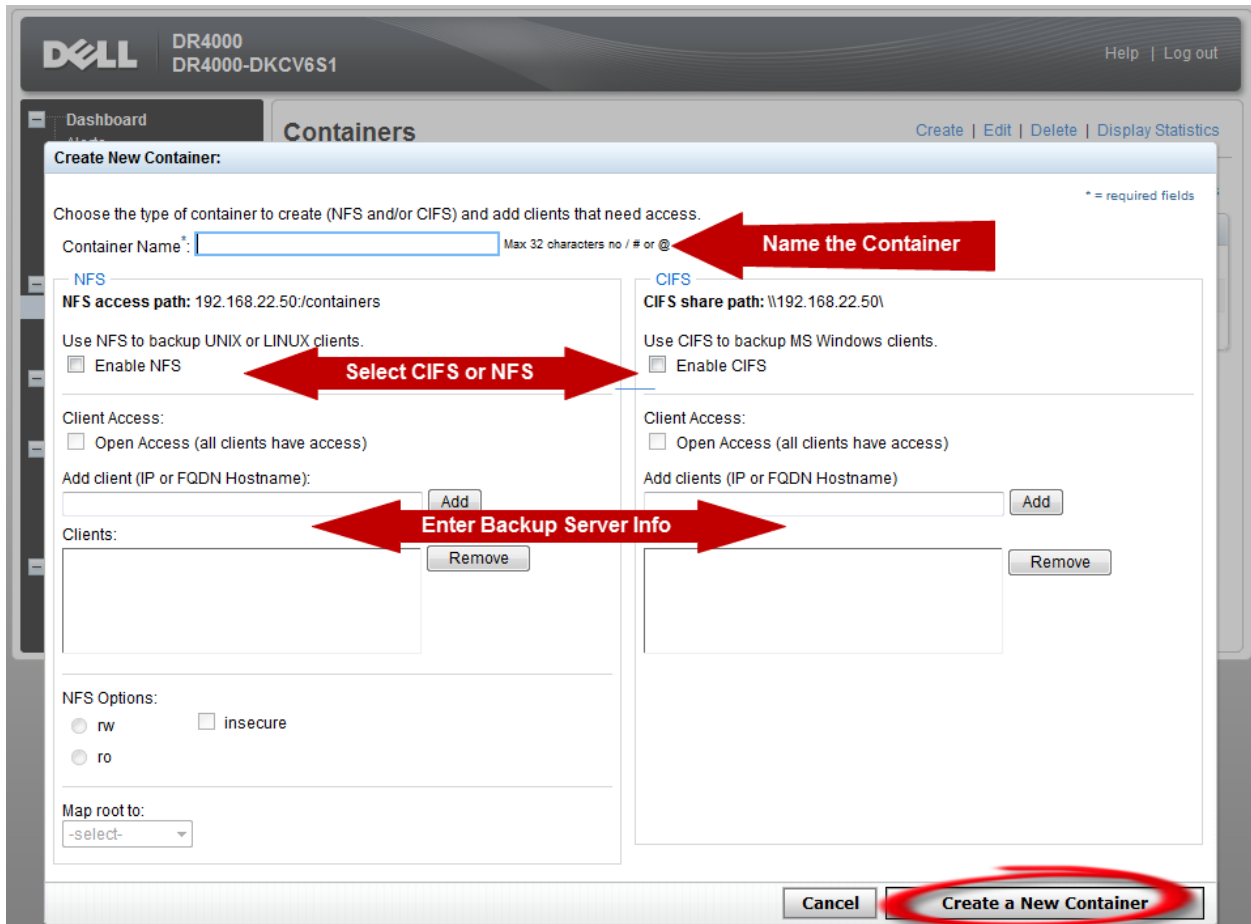 DELL
DR4000
DR4000-DKCV6S1
Help | Log out
Dashboard
Alerts
Containers
Create | Edit | Delete | Display Statistics
Create New Container:
* = required fields
Choose the type of container to create (NFS and/or CIFS) and add clients that need access.
Container Name*: Max 32 characters no / # or @
Name the Container
NFS
NFS access path: 192.168.22.50:/containers
Use NFS to backup UNIX or LINUX clients.
Enable NFS
CIFS
CIFS share path: \\192.168.22.50\
Use CIFS to backup MS Windows clients.
Enable CIFS
Select CIFS or NFS
Client Access:
Open Access (all clients have access)
Add client (IP or FQDN Hostname):
Add
Clients:
Remove
Client Access:
Open Access (all clients have access)
Add clients (IP or FQDN Hostname)
Add
Remove
Enter Backup Server Info
NFS Options:
rw insecure
ro
Map root to:
-select-
Cancel
Create a New Container